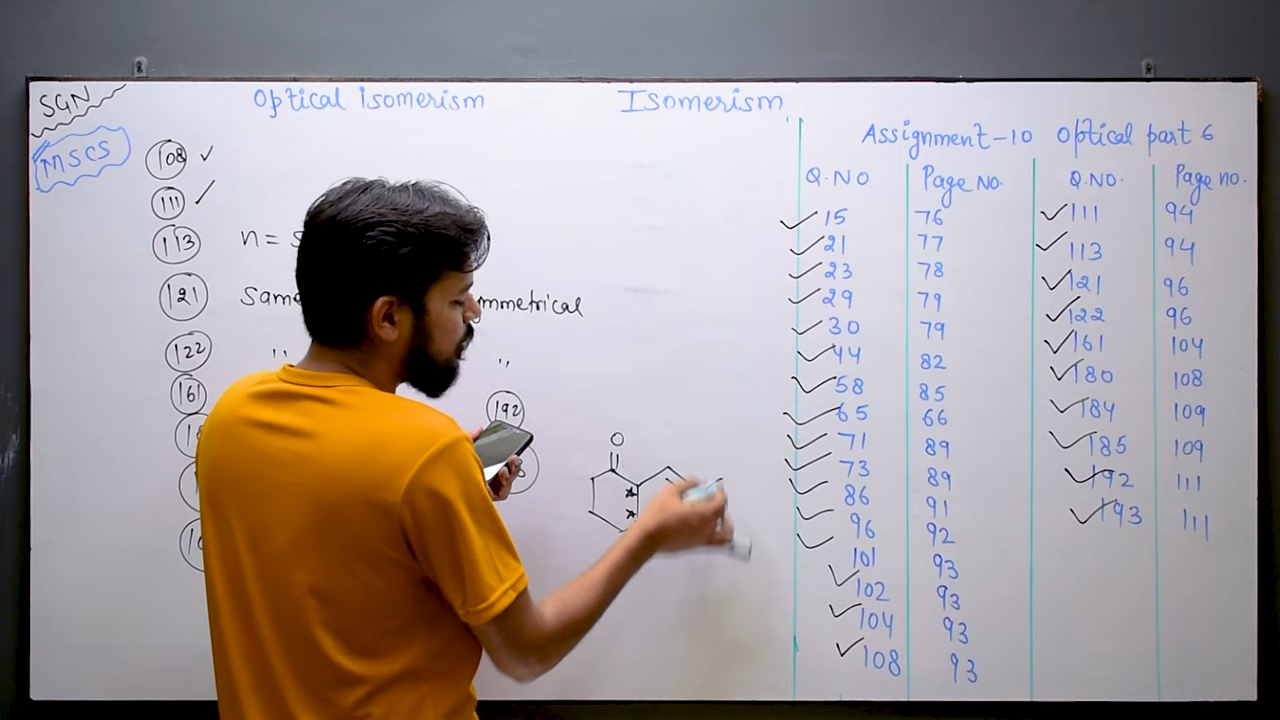 SGN
MSCS
Optical Isomerism
Isomerism
108
111
113 n=
121 same mmetrical
122 " "
161
192
O
Assignment-10 Optical part 6
Q.NO Page No. Q.NO. Page no.
15 76 111 94
21 77 113 94
23 78 121 96
29 79 122 96
30 79 161 104
44 82 180 108
58 85 184 109
65 66 185 109
71 89 192 111
73 89 193 111
86 91
96 92
101 93
102 93
104 93
108 93